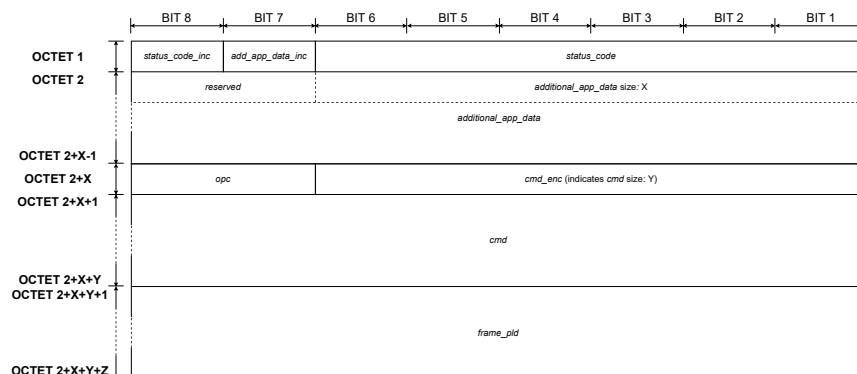 BIT 8 BIT 7 BIT 6 BIT 5 BIT 4 BIT 3 BIT 2 BIT 1
OCTET 1 status_code_inc add_app_data_inc status_code
OCTET 2 reserved additional_app_data size: X
additional_app_data
OCTET 2+X-1
OCTET 2+X opc cmd_enc (indicates cmd size: Y)
OCTET 2+X+1
cmd
OCTET 2+X+Y
OCTET 2+X+Y+1
frame_pld
OCTET 2+X+Y+Z